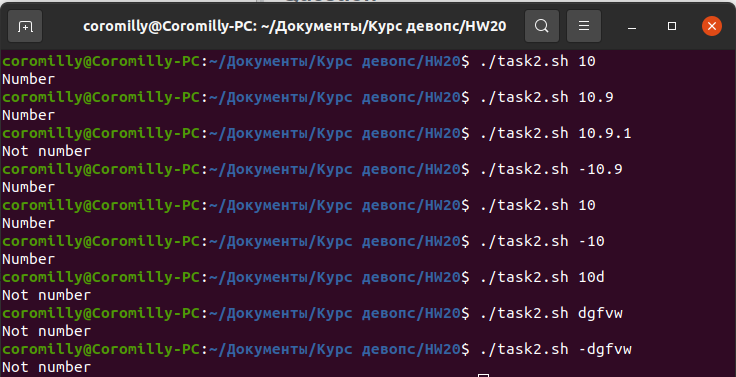 coromilly@Coromilly-PC: ~/Документы/Курс девопс/HW20
coromilly@Coromilly-PC:~/Документы/Курс девопс/HW20$ ./task2.sh 10
Number
coromilly@Coromilly-PC:~/Документы/Курс девопс/HW20$ ./task2.sh 10.9
Number
coromilly@Coromilly-PC:~/Документы/Курс девопс/HW20$ ./task2.sh 10.9.1
Not number
coromilly@Coromilly-PC:~/Документы/Курс девопс/HW20$ ./task2.sh -10.9
Number
coromilly@Coromilly-PC:~/Документы/Курс девопс/HW20$ ./task2.sh 10
Number
coromilly@Coromilly-PC:~/Документы/Курс девопс/HW20$ ./task2.sh -10
Number
coromilly@Coromilly-PC:~/Документы/Курс девопс/HW20$ ./task2.sh 10d
Not number
coromilly@Coromilly-PC:~/Документы/Курс девопс/HW20$ ./task2.sh dgfvw
Not number
coromilly@Coromilly-PC:~/Документы/Курс девопс/HW20$ ./task2.sh -dgfvw
Not number